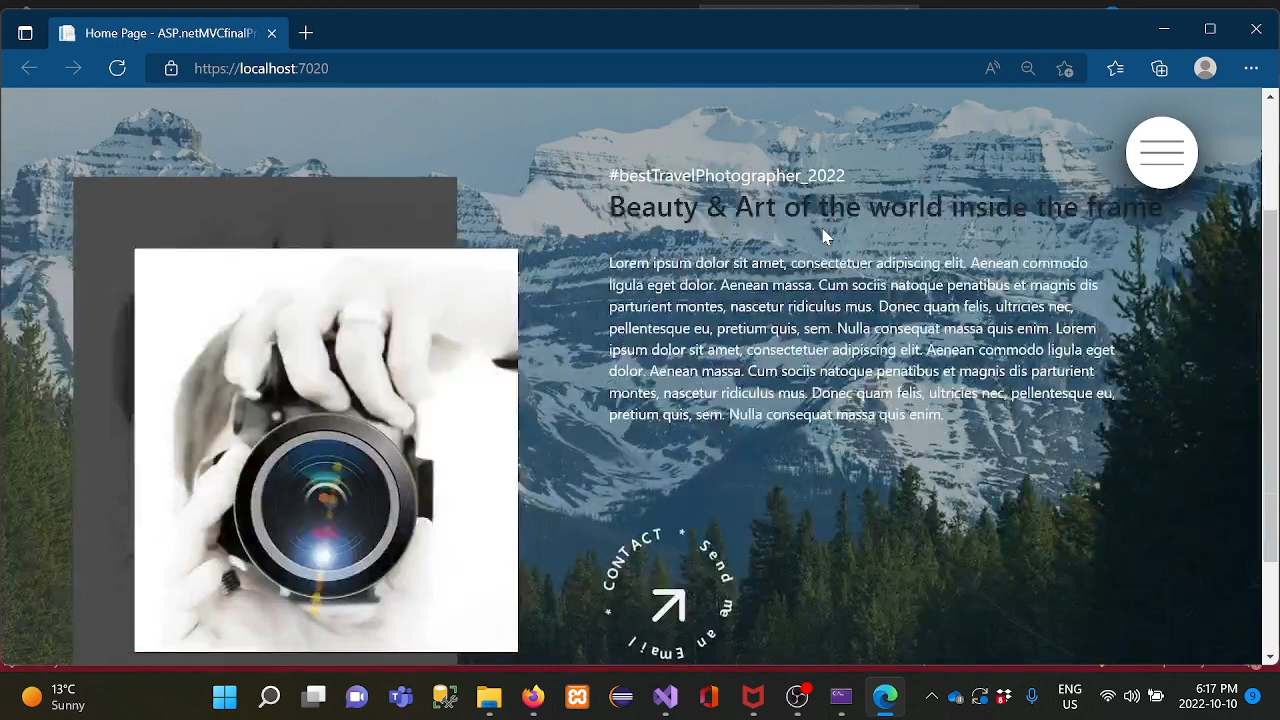 Home Page - ASP.netMVCfinalPr
https://localhost:7020
#bestTravelPhotographer_2022
Beauty & Art of the world inside the frame
Lorem ipsum dolor sit amet, consectetuer adipiscing elit. Aenean commodo
ligula eget dolor. Aenean massa. Cum sociis natoque penatibus et magnis dis
parturient montes, nascetur ridiculus mus. Donec quam felis, ultricies nec,
pellentesque eu, pretium quis, sem. Nulla consequat massa quis enim. Lorem
ipsum dolor sit amet, consectetuer adipiscing elit. Aenean commodo ligula eget
dolor. Aenean massa. Cum sociis natoque penatibus et magnis dis parturient
montes, nascetur ridiculus mus. Donec quam felis, ultricies nec, pellentesque eu,
pretium quis, sem. Nulla consequat massa quis enim.
* CONTACT * Send me an Email
13°C
Sunny
ENG
US
6:17 PM
2022-10-10
9